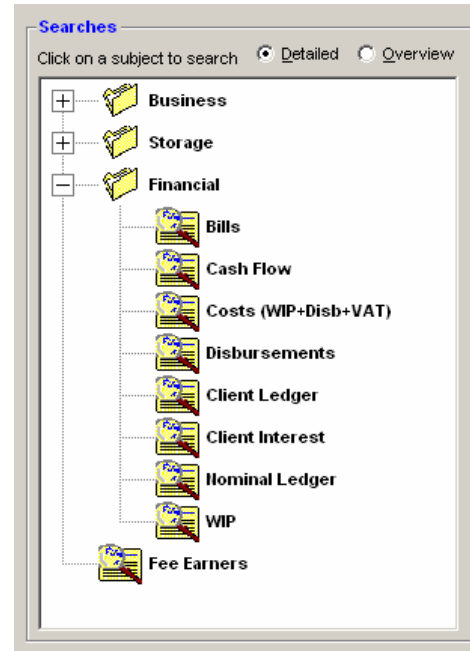 Searches
Click on a subject to search Detailed Overview
Business
Storage
Financial
Bills
Cash Flow
Costs (WIP+Disb+VAT)
Disbursements
Client Ledger
Client Interest
Nominal Ledger
WIP
Fee Earners